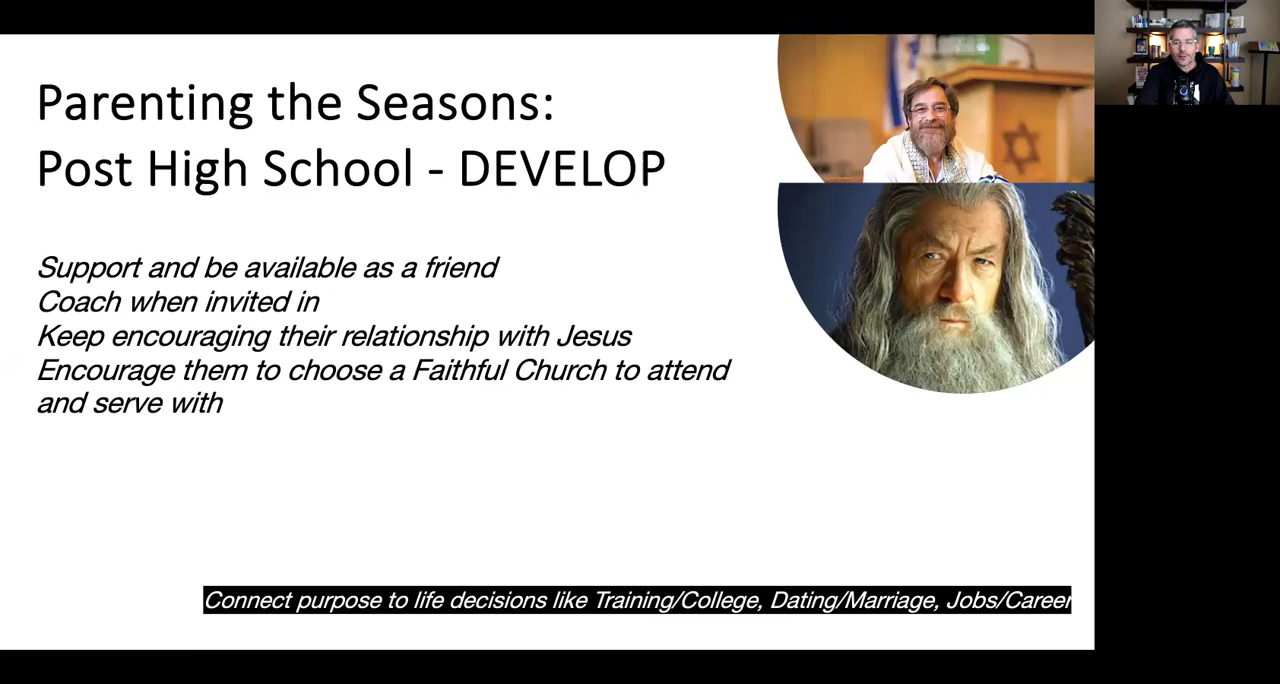 Parenting the Seasons:
Post High School - DEVELOP
Support and be available as a friend
Coach when invited in
Keep encouraging their relationship with Jesus
Encourage them to choose a Faithful Church to attend
and serve with
Connect purpose to life decisions like Training/College, Dating/Marriage, Jobs/Career